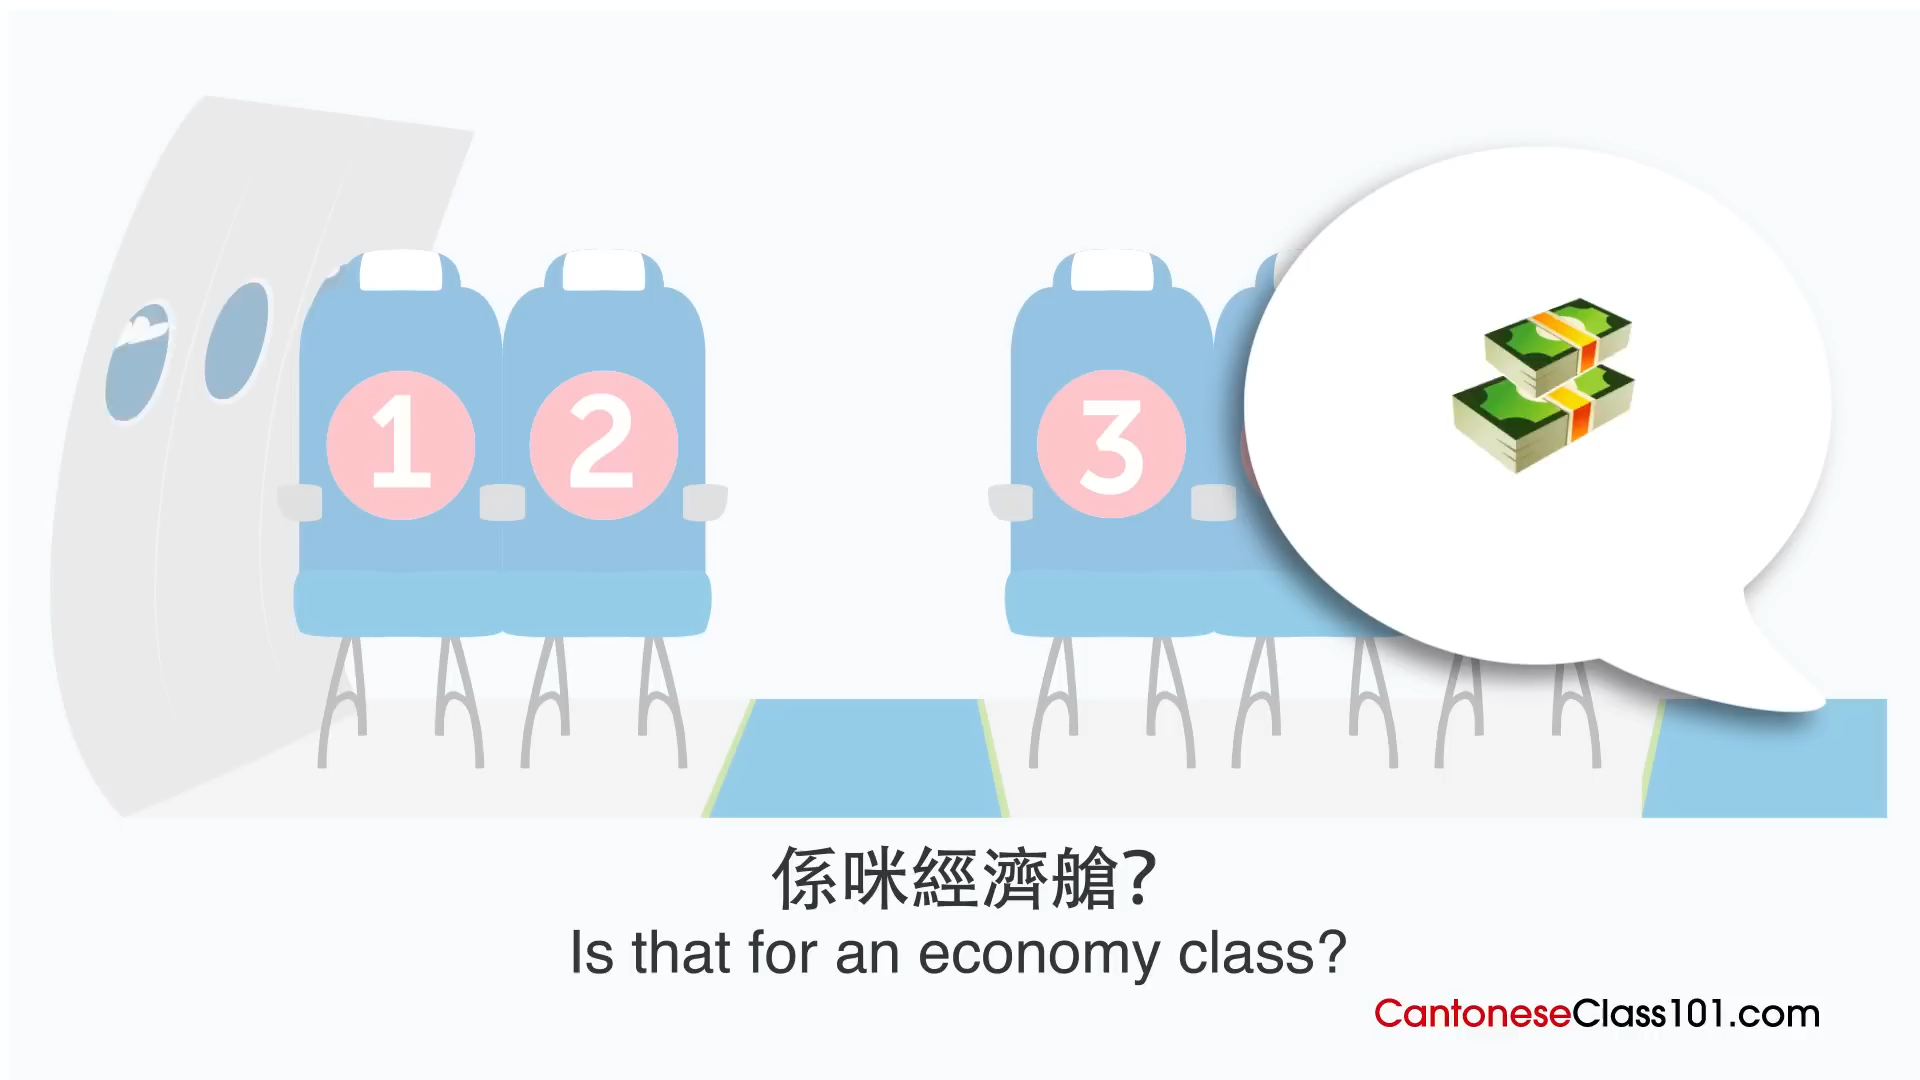 1
2
3
係咪經濟艙?
Is that for an economy class?
CantoneseClass101.com